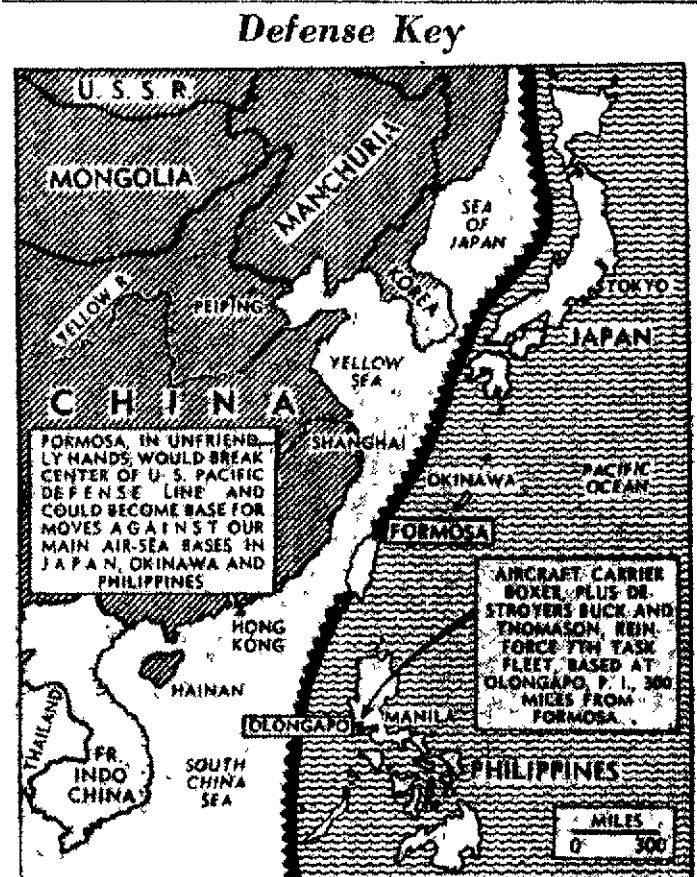 Defense Key
U. S. S. R.
MONGOLIA
MANCHURIA
SEA
OF
JAPAN
KOREA
YELLOW R.
PEIPING
TOKYO
JAPAN
YELLOW
SEA
CHINA
SHANGHAI
FORMOSA, IN UNFRIEND-
LY HANDS, WOULD BREAK
CENTER OF U. S. PACIFIC
DEFENSE LINE AND
COULD BECOME BASE FOR
MOVES AGAINST OUR
MAIN AIR-SEA BASES IN
JAPAN, OKINAWA AND
PHILIPPINES
OKINAWA
PACIFIC
OCEAN
FORMOSA
AIRCRAFT CARRIER
BOXER, PLUS DE-
STROYERS BUCK AND
THOMASON, REIN-
FORCE 7TH TASK
FLEET, BASED AT
OLONGAPO, P. I., 300
MILES FROM
FORMOSA
HONG
KONG
HAINAN
THAILAND
FR.
INDO
CHINA
SOUTH
CHINA
SEA
OLONGAPO
MANILA
PHILIPPINES
MILES
0 300